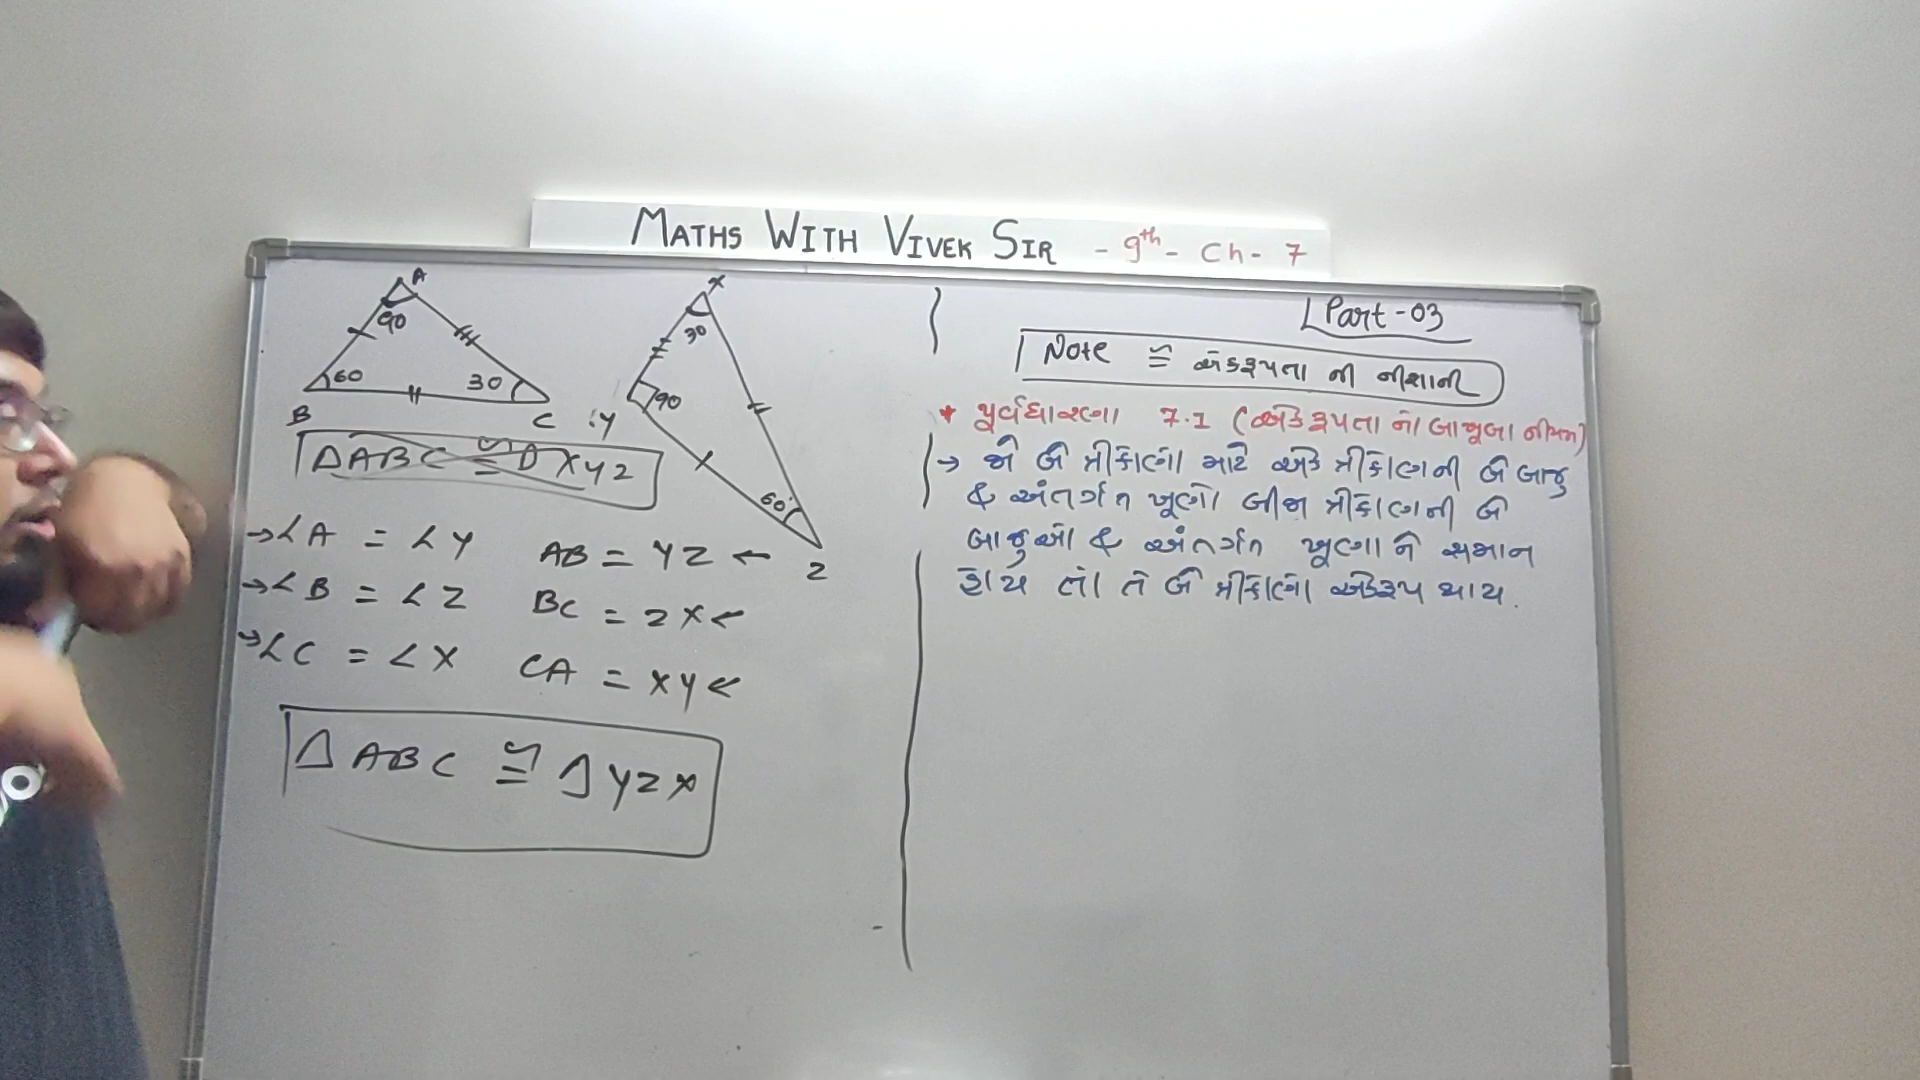 MATHS WITH VIVEK SIR - 9th - Ch - 7
A
90
60
30
B
C
X
30
90
Y
60
Z
ΔABC ≅ ΔXYZ
→∠A = ∠Y AB = YZ ←
→∠B = ∠Z BC = ZX ←
→∠C = ∠X CA = XY ←
ΔABC ≅ ΔYZX
Part-03
Note ≅ એકરૂપતા ની નીશાની
* પૂર્વધારણા 7.1 (એકરૂપતા નો બાખૂબા નીયમ)
→ જો બે ત્રીકોણો માટે એક ત્રીકોણની બે બાજુ
& અંતર્ગત ખૂણો બીજા ત્રીકોણની બે
બાજુઓ & અંતર્ગત ખૂણા ને સમાન
હોય તો તે બે ત્રીકોણો એકરૂપ થાય.